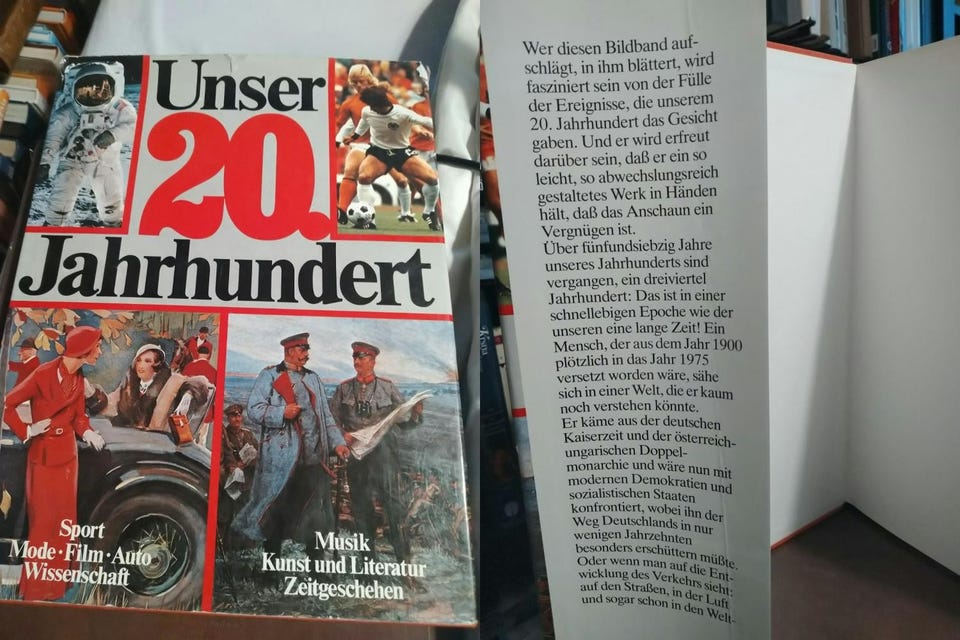 Unser
20.
Jahrhundert
Sport
Mode·Film·Auto
Wissenschaft
Musik
Kunst und Literatur
Zeitgeschehen
Wer diesen Bildband auf-
schlägt, in ihm blättert, wird
fasziniert sein von der Fülle
der Ereignisse, die unserem
20. Jahrhundert das Gesicht
gaben. Und er wird erfreut
darüber sein, daß er ein so
leicht, so abwechslungsreich
gestaltetes Werk in Händen
hält, daß das Anschaun ein
Vergnügen ist.
Über fünfundsiebzig Jahre
unseres Jahrhunderts sind
vergangen, ein dreiviertel
Jahrhundert: Das ist in einer
schnellebigen Epoche wie der
unseren eine lange Zeit! Ein
Mensch, der aus dem Jahr 1900
plötzlich in das Jahr 1975
versetzt worden wäre, sähe
sich in einer Welt, die er kaum
noch verstehen könnte.
Er käme aus der deutschen
Kaiserzeit und der österreich-
ungarischen Doppel-
monarchie und wäre nun mit
modernen Demokratien und
sozialistischen Staaten
konfrontiert, wobei ihn der
Weg Deutschlands in nur
wenigen Jahrzehnten
besonders erschüttern müßte.
Oder wenn man auf die Ent-
wicklung des Verkehrs sieht:
auf den Straßen, in der Luft
und sogar schon in den Welt-